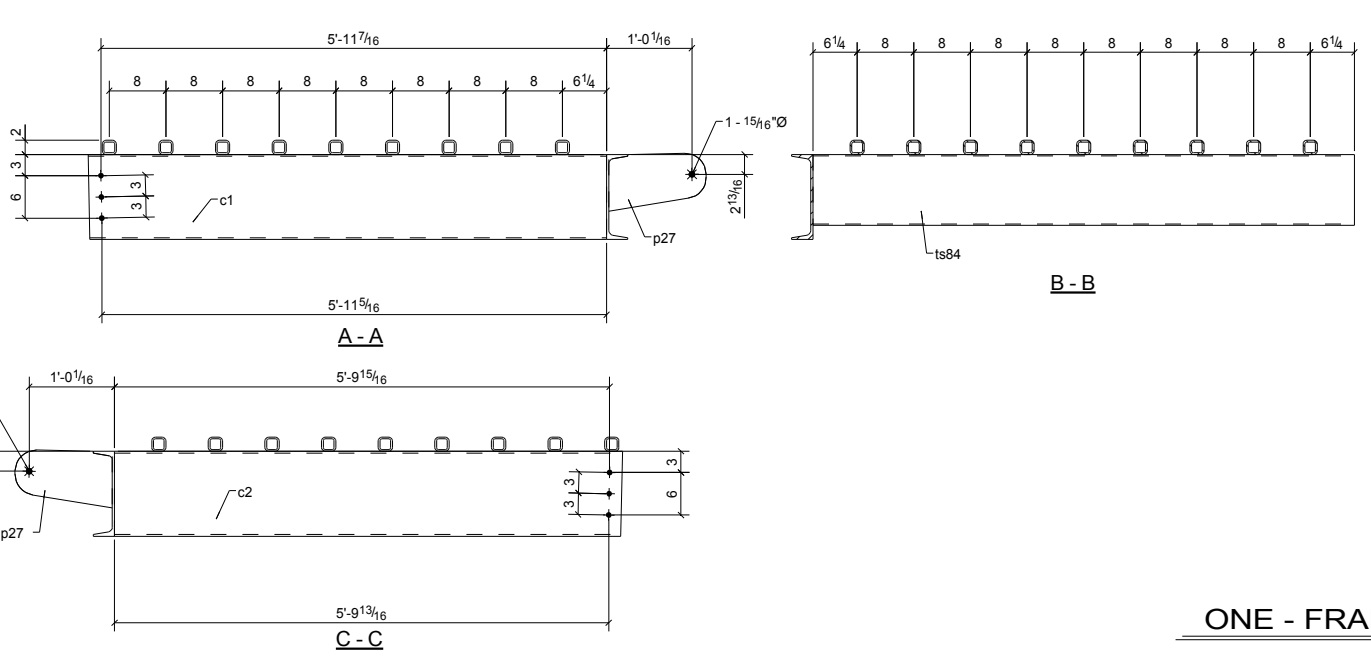 5'-11 7/16
1'-0 1/16
8 8 8 8 8 8 8 6 1/4
2
3
6
3
3
c1
1 - 15/16"Ø
2 13/16
p27
5'-11 5/16
A - A
6 1/4 8 8 8 8 8 8 8 8 6 1/4
ts84
B - B
1'-0 1/16
5'-9 15/16
p27
c2
3
3
3
6
5'-9 13/16
C - C
ONE - FRA